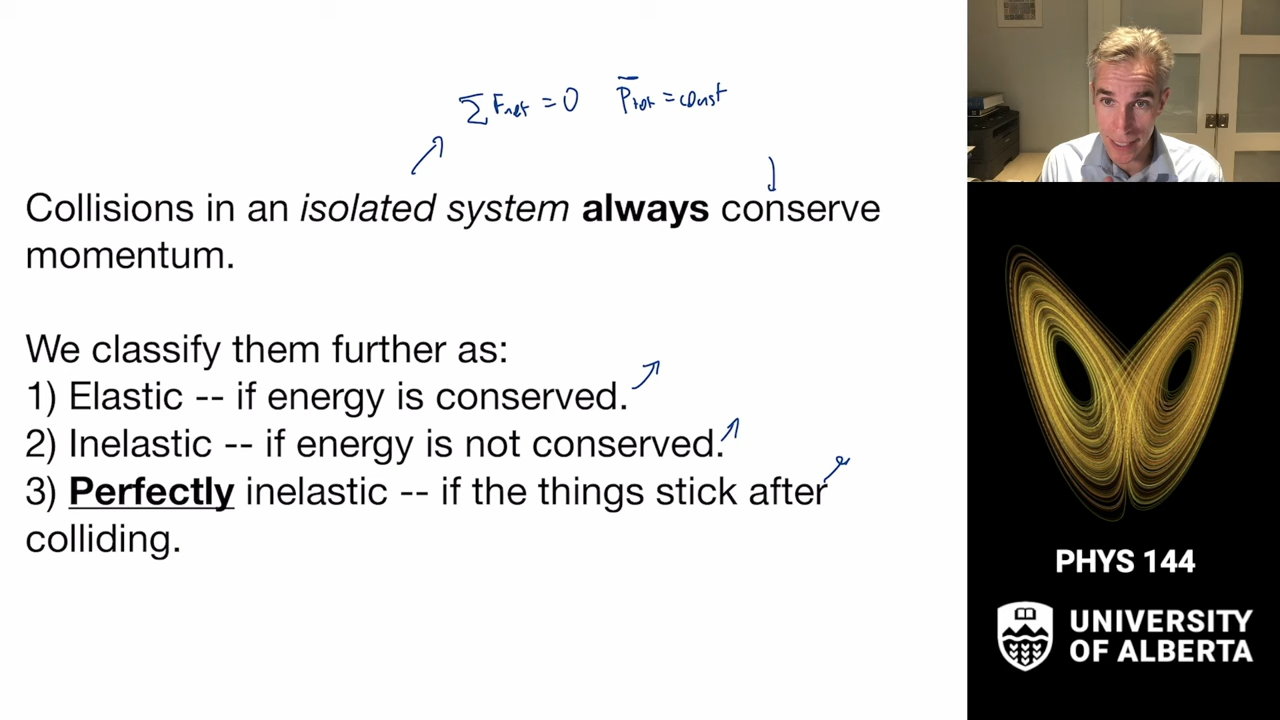 ∑ F_net = 0 P̅_tot = const
Collisions in an isolated system always conserve
momentum.
We classify them further as:
1) Elastic -- if energy is conserved.
2) Inelastic -- if energy is not conserved.
3) Perfectly inelastic -- if the things stick after
colliding.
PHYS 144
UNIVERSITY
OF ALBERTA